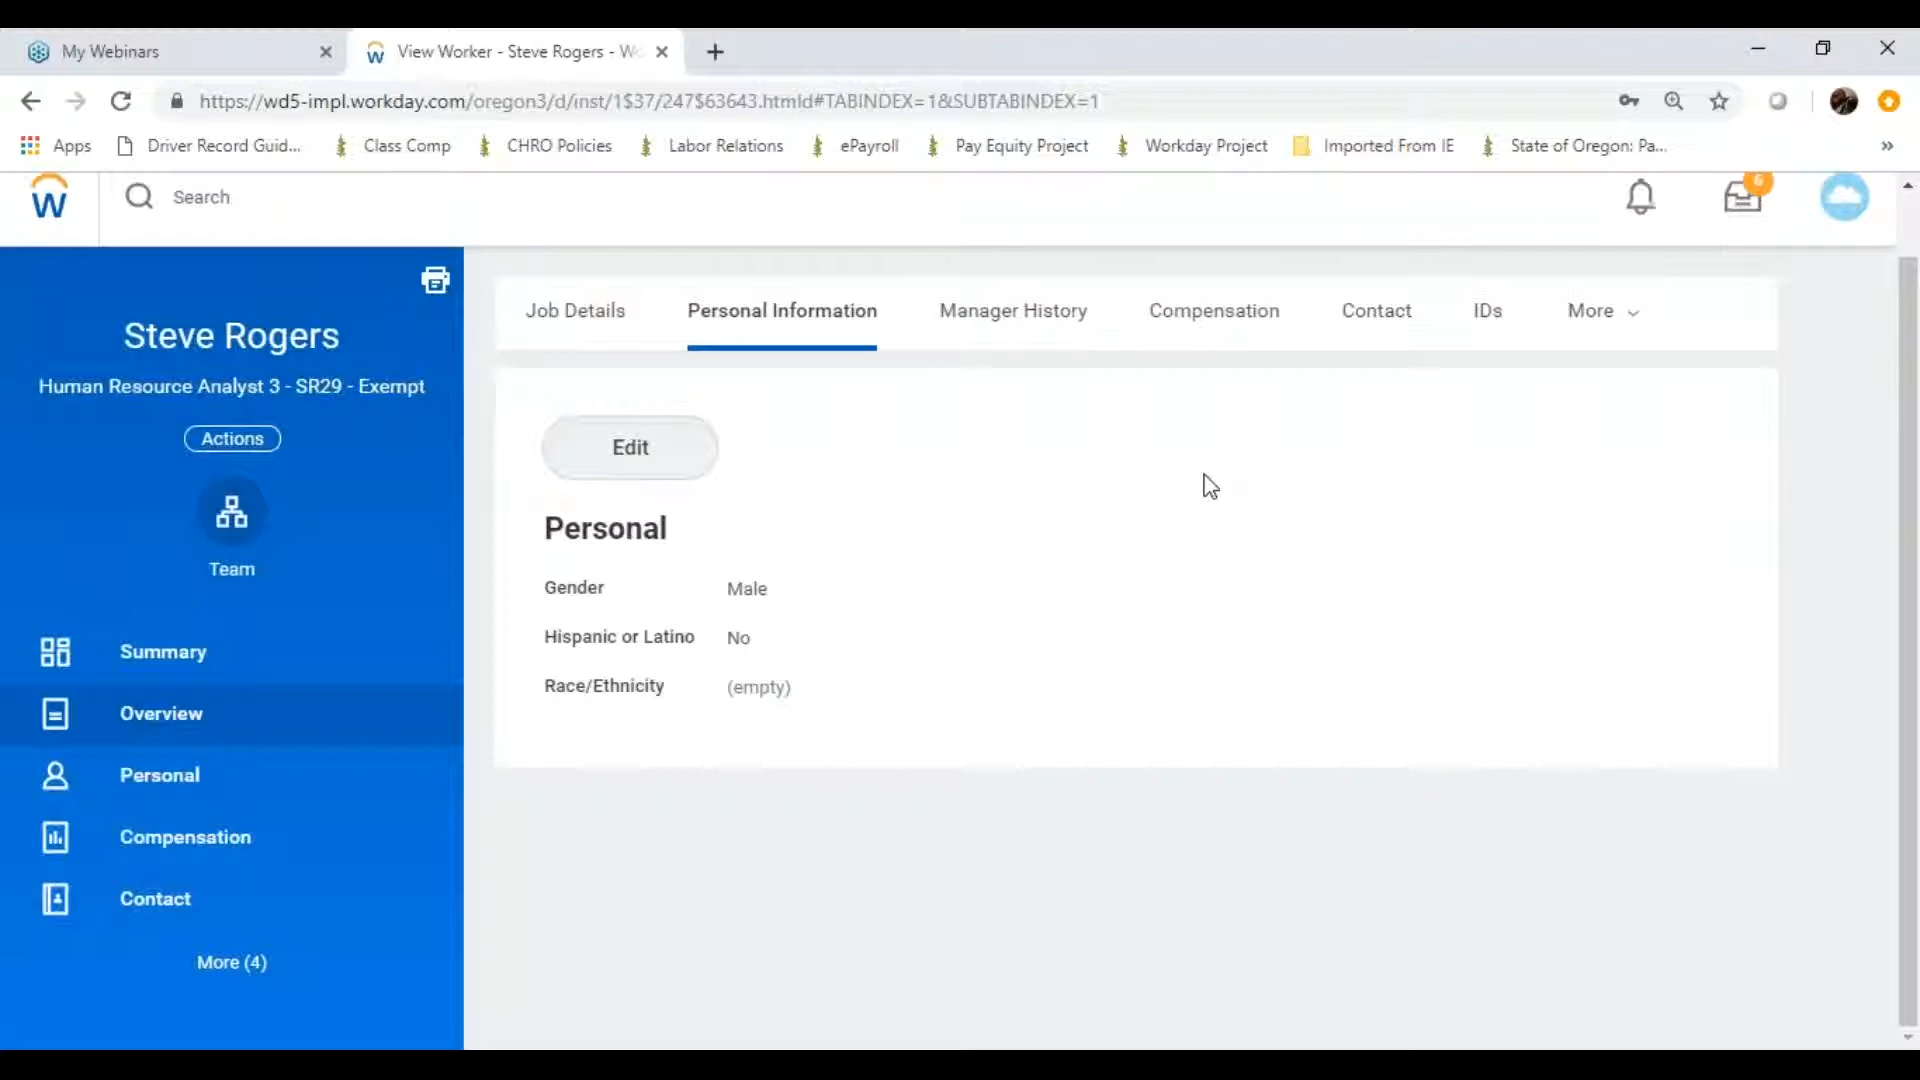 My Webinars
View Worker - Steve Rogers - Wo
https://wd5-impl.workday.com/oregon3/d/inst/1$37/247$63643.htmld#TABINDEX=1&SUBTABINDEX=1
Apps Driver Record Guid... Class Comp CHRO Policies Labor Relations ePayroll Pay Equity Project Workday Project Imported From IE State of Oregon: Pa... »
W Search 6
Steve Rogers
Human Resource Analyst 3 - SR29 - Exempt
Actions
Team
Summary
Overview
Personal
Compensation
Contact
More (4)
Job Details Personal Information Manager History Compensation Contact IDs More
Edit
Personal
Gender Male
Hispanic or Latino No
Race/Ethnicity (empty)